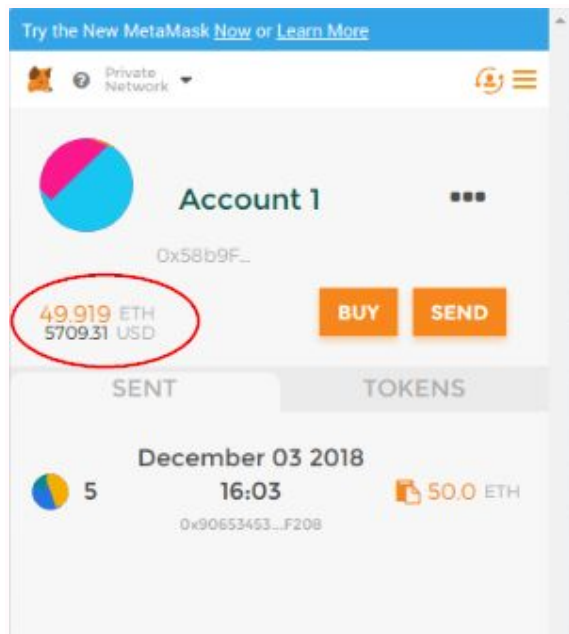 Try the New MetaMask Now or Learn More
Private
Network
Account 1
0x58b9F...
49.919 ETH
5709.31 USD
BUY
SEND
SENT
TOKENS
December 03 2018
5
16:03
50.0 ETH
0x90653453...F208